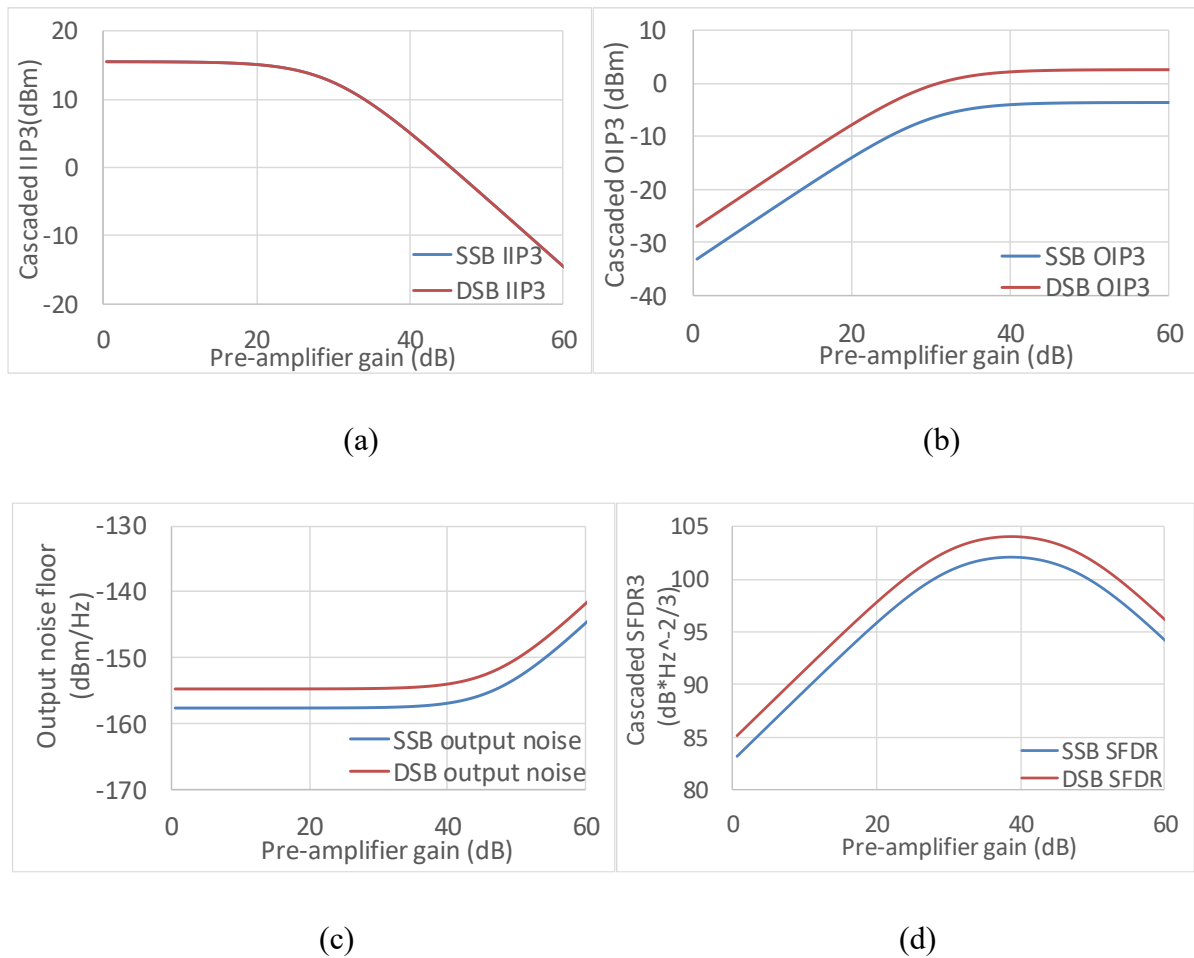 20
10
0
-10
-20
Cascaded IIP3(dBm)
SSB IIP3
DSB IIP3
0 20 40 60
Pre-amplifier gain (dB)
(a)
10
0
-10
-20
-30
-40
Cascaded OIP3 (dBm)
SSB OIP3
DSB OIP3
0 20 40 60
Pre-amplifier gain (dB)
(b)
-130
-140
-150
-160
-170
Output noise floor
(dBm/Hz)
SSB output noise
DSB output noise
0 20 40 60
Pre-amplifier gain (dB)
(c)
105
100
95
90
85
80
Cascaded SFDR3
(dB*Hz^-2/3)
SSB SFDR
DSB SFDR
0 20 40 60
Pre-amplifier gain (dB)
(d)